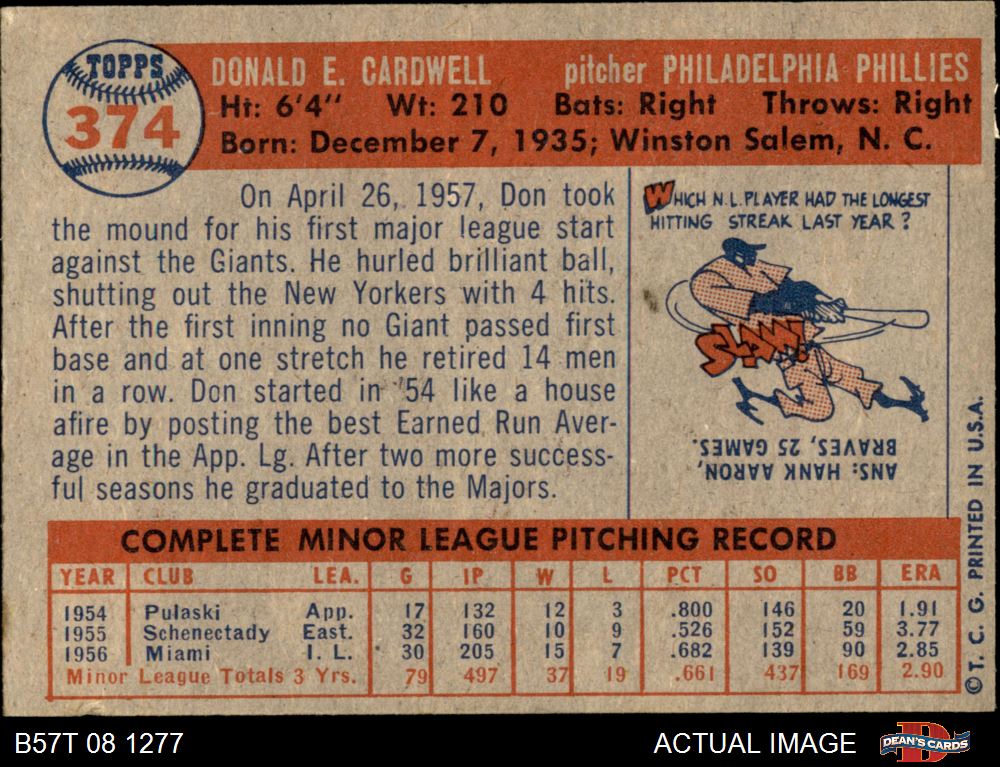 TOPPS
374
DONALD E. CARDWELL pitcher PHILADELPHIA PHILLIES
Ht: 6'4" Wt: 210 Bats: Right Throws: Right
Born: December 7, 1935; Winston Salem, N. C.
On April 26, 1957, Don took
the mound for his first major league start
against the Giants. He hurled brilliant ball,
shutting out the New Yorkers with 4 hits.
After the first inning no Giant passed first
base and at one stretch he retired 14 men
in a row. Don started in '54 like a house
afire by posting the best Earned Run Aver-
age in the App. Lg. After two more success-
ful seasons he graduated to the Majors.
WHICH N.L. PLAYER HAD THE LONGEST
HITTING STREAK LAST YEAR?
SLAM!
ANS: HANK AARON,
BRAVES, 25 GAMES.
COMPLETE MINOR LEAGUE PITCHING RECORD
YEAR CLUB LEA. G IP W L PCT SO BB ERA
1954 Pulaski App. 17 132 12 3 .800 146 20 1.91
1955 Schenectady East. 32 160 10 9 .526 152 59 3.77
1956 Miami I. L. 30 205 15 7 .682 139 90 2.85
Minor League Totals 3 Yrs. 79 497 37 19 .661 437 169 2.90
© T. C. G. PRINTED IN U.S.A.
B57T 08 1277 ACTUAL IMAGE
D
DEAN'S CARDS